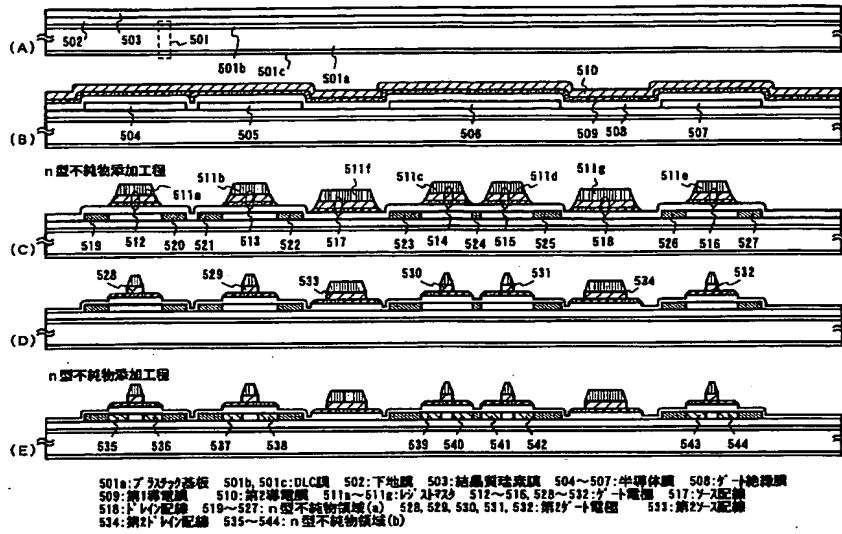 502 503 501 501b 501c 501a
(A)
510
504 505 506 509 508 507
(B)
n型不純物添加工程
511a 511b 511f 511c 511d 511g 511e
519 512 520 521 513 522 517 523 514 524 515 525 518 526 516 527
(C)
528 529 533 530 531 534 532
(D)
n型不純物添加工程
535 536 537 538 539 540 541 542 543 544
(E)
501a:プラスチック基板 501b,501c:DLC膜 502:下地膜 503:結晶質珪素膜 504~507:半導体膜 508:ゲート絶縁膜
509:第1導電膜 510:第2導電膜 511a~511g:レジストマスク 512~516,528~532:ゲート電極 517:ソース配線
518:ドレイン配線 519~527:n型不純物領域(a) 528,529,530,531,532:第2ゲート電極 533:第2ソース配線
534:第2ドレイン配線 535~544:n型不純物領域(b)